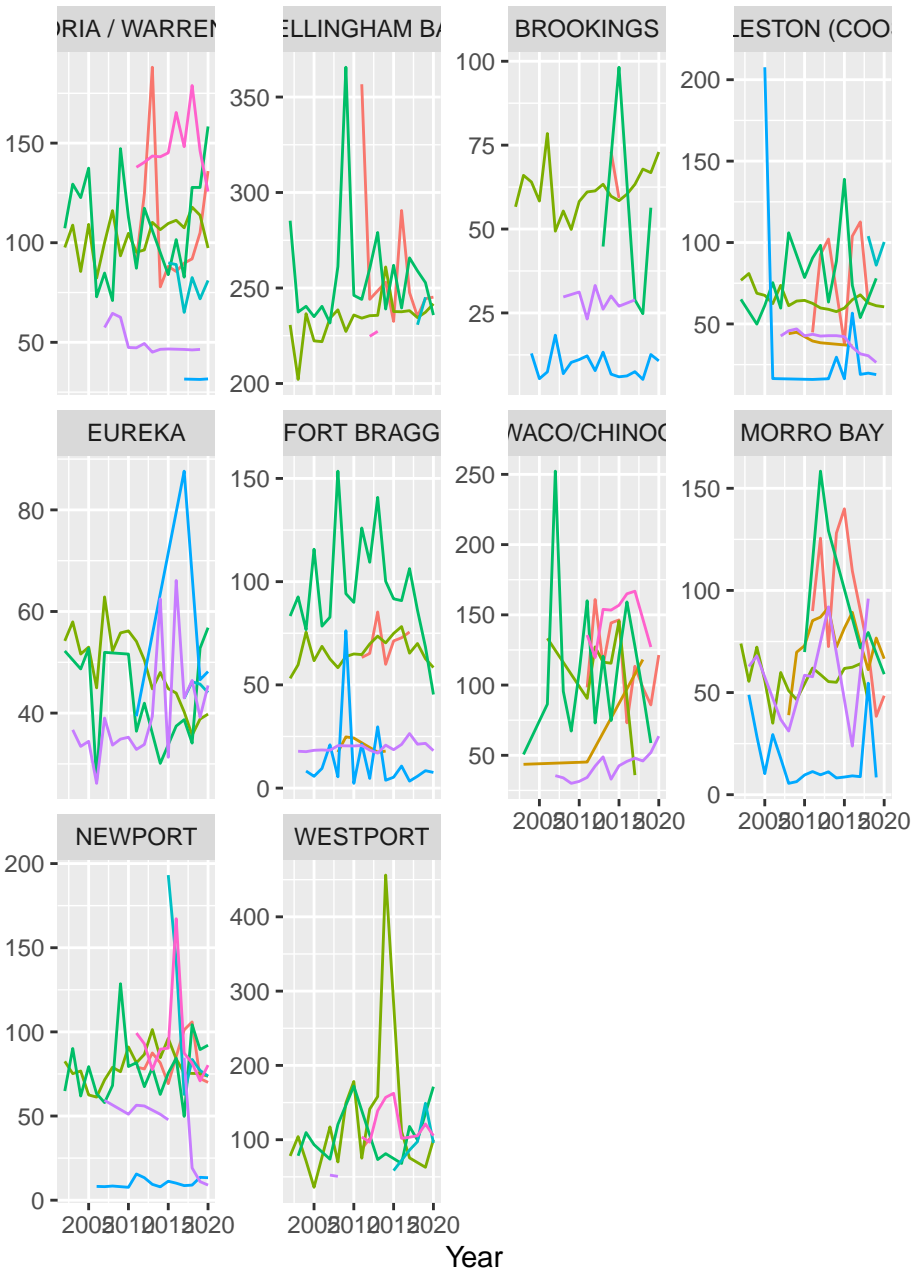 ORIA / WARREN
ELLINGHAM BA
BROOKINGS
LESTON (COO
150
100
50
350
300
250
200
100
75
50
25
200
150
100
50
EUREKA
FORT BRAGG
WACO/CHINOO
MORRO BAY
80
60
40
150
100
50
0
250
200
150
100
50
150
100
50
0
2005 2010 2015 2020
2005 2010 2015 2020
NEWPORT
WESTPORT
200
150
100
50
0
400
300
200
100
2005 2010 2015 2020
2005 2010 2015 2020
Year